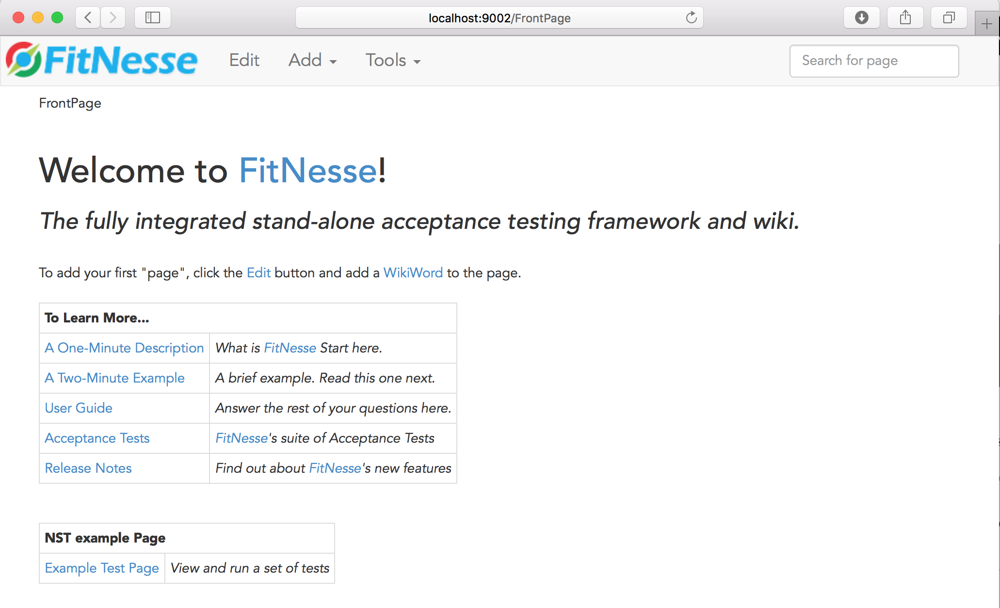 localhost:9002/FrontPage
FitNesse Edit Add Tools Search for page
FrontPage
Welcome to FitNesse!
The fully integrated stand-alone acceptance testing framework and wiki.
To add your first "page", click the Edit button and add a WikiWord to the page.
To Learn More...
A One-Minute Description What is FitNesse Start here.
A Two-Minute Example A brief example. Read this one next.
User Guide Answer the rest of your questions here.
Acceptance Tests FitNesse's suite of Acceptance Tests
Release Notes Find out about FitNesse's new features
NST example Page
Example Test Page View and run a set of tests